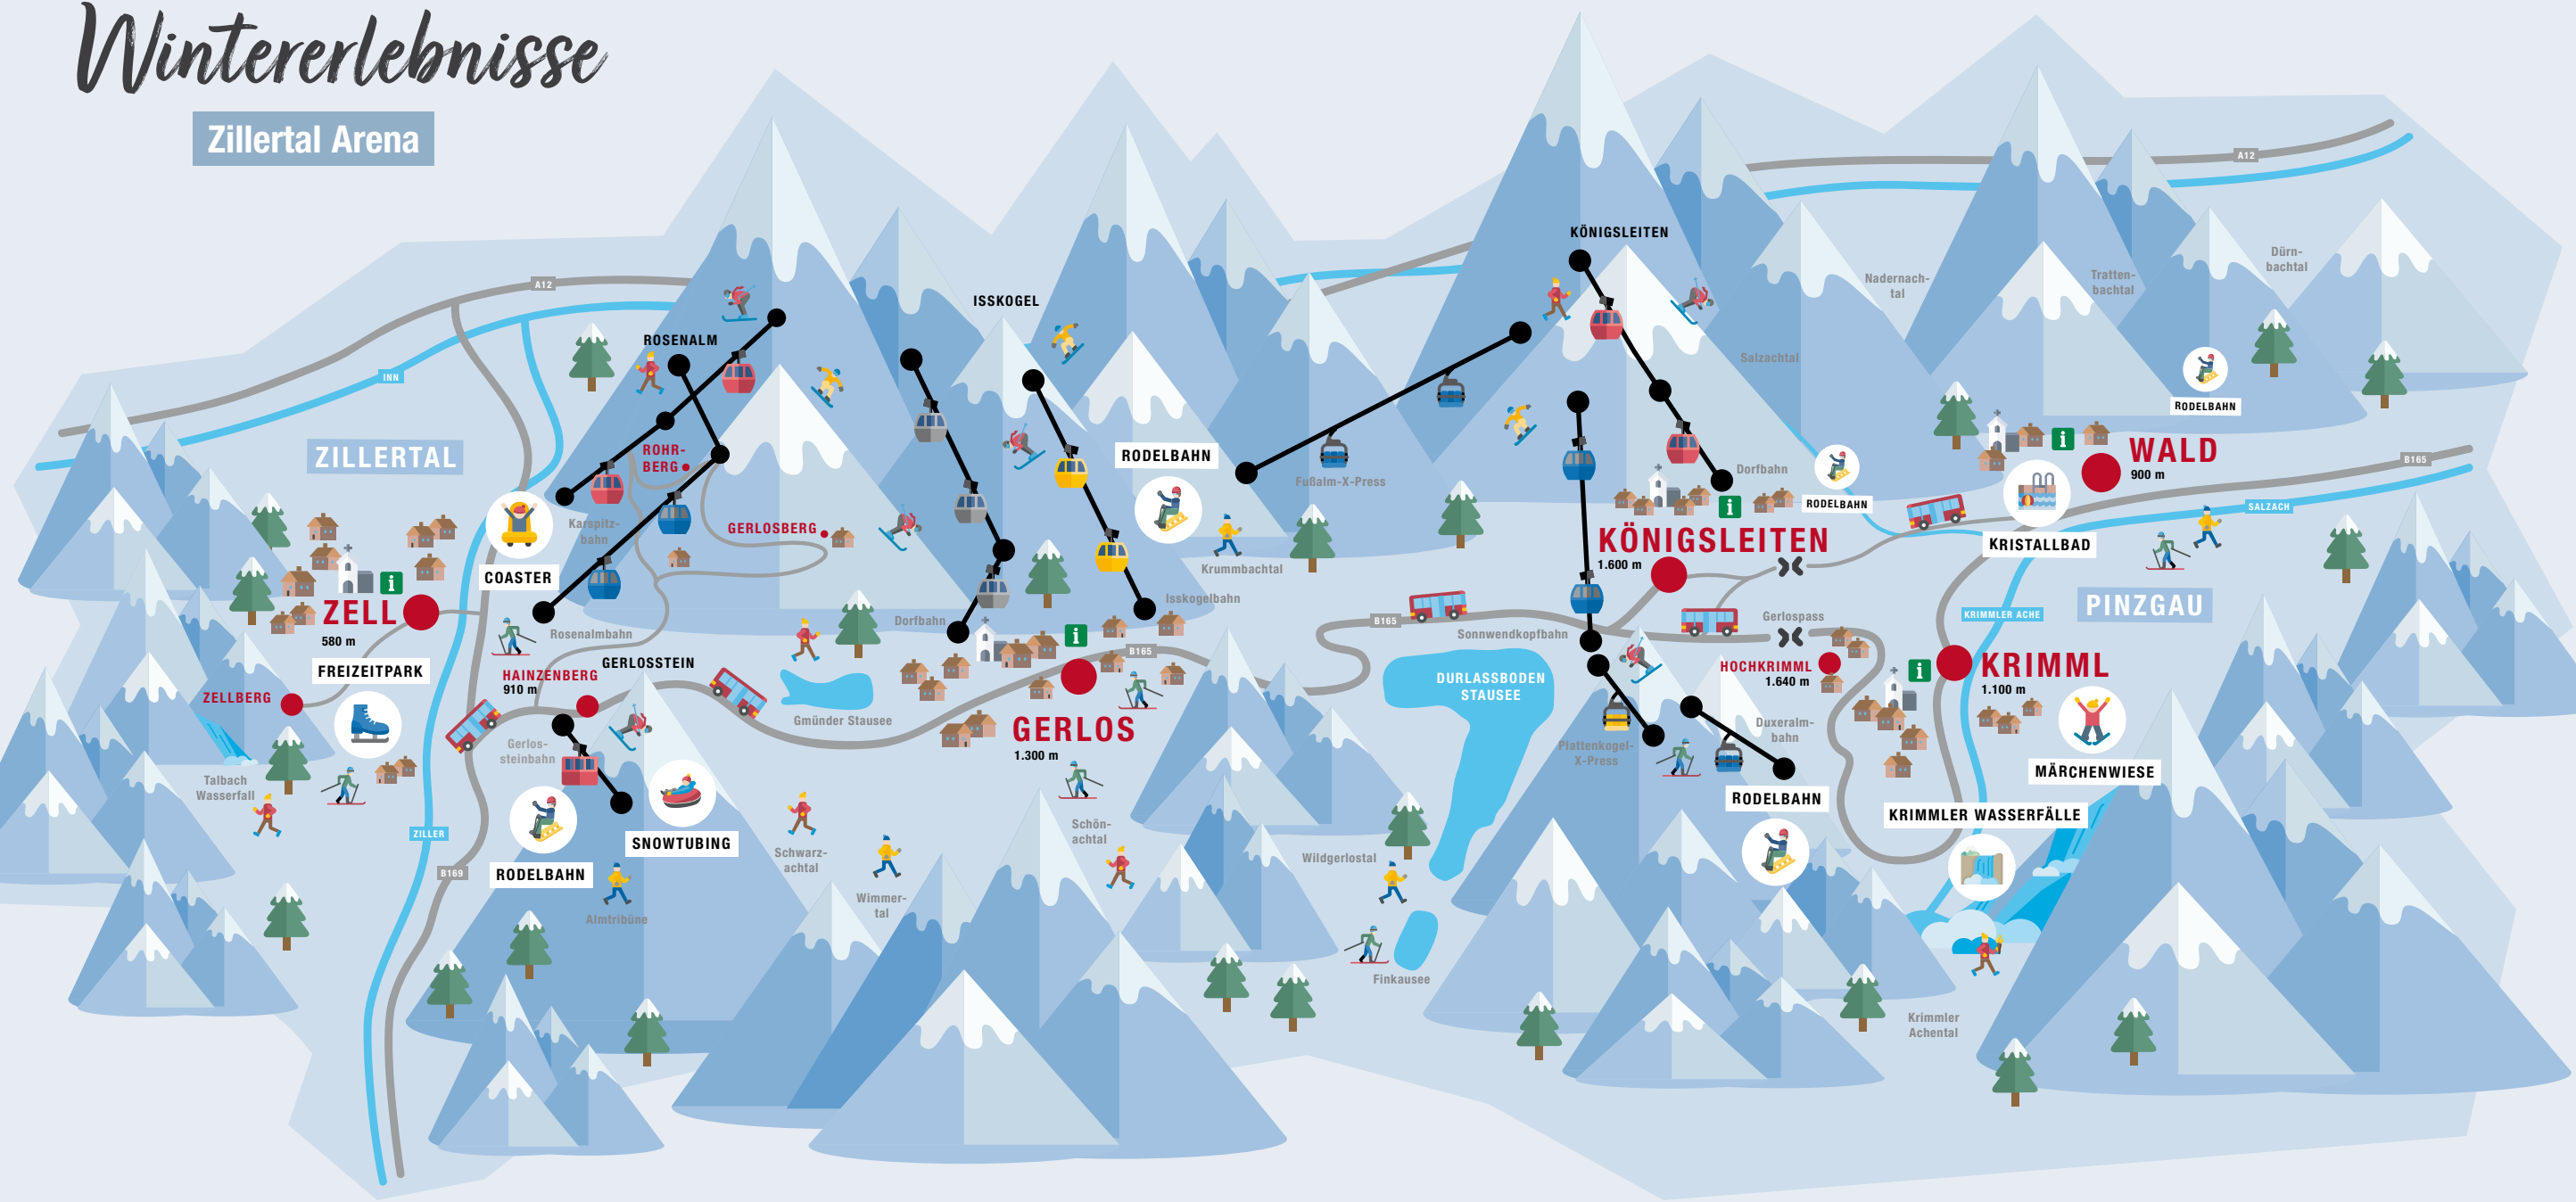 Wintererlebnisse
Zillertal Arena
A12
INN
ZILLERTAL
ROSENALM
ROHR-
BERG
GERLOSBERG
Karspitz-
bahn
COASTER
Rosenalmbahn
ZELL
580 m
FREIZEITPARK
ZELLBERG
Talbach
Wasserfall
ZILLER
B169
HAINZENBERG
910 m
GERLOSSTEIN
Gerlos-
steinbahn
RODELBAHN
SNOWTUBING
Almtribüne
ISSKOGEL
RODELBAHN
Krummbachtal
Isskogelbahn
Dorfbahn
B165
Gmünder Stausee
GERLOS
1.300 m
Schwarz-
achtal
Wimmer-
tal
Schön-
achtal
Fußalm-X-Press
KÖNIGSLEITEN
Salzachtal
Nadernach-
tal
Tratten-
bachtal
Dürn-
bachtal
A12
Dorfbahn
RODELBAHN
RODELBAHN
WALD
900 m
B165
SALZACH
KRISTALLBAD
KÖNIGSLEITEN
1.600 m
B165
Sonnwendkopfbahn
Gerlospass
KRIMMLER ACHE
PINZGAU
DURLASSBODEN
STAUSEE
HOCHKRIMML
1.640 m
KRIMML
1.100 m
Plattenkogel-
X-Press
Duxeralm-
bahn
RODELBAHN
MÄRCHENWIESE
KRIMMLER WASSERFÄLLE
Wildgerlostal
Finkausee
Krimmler
Achental